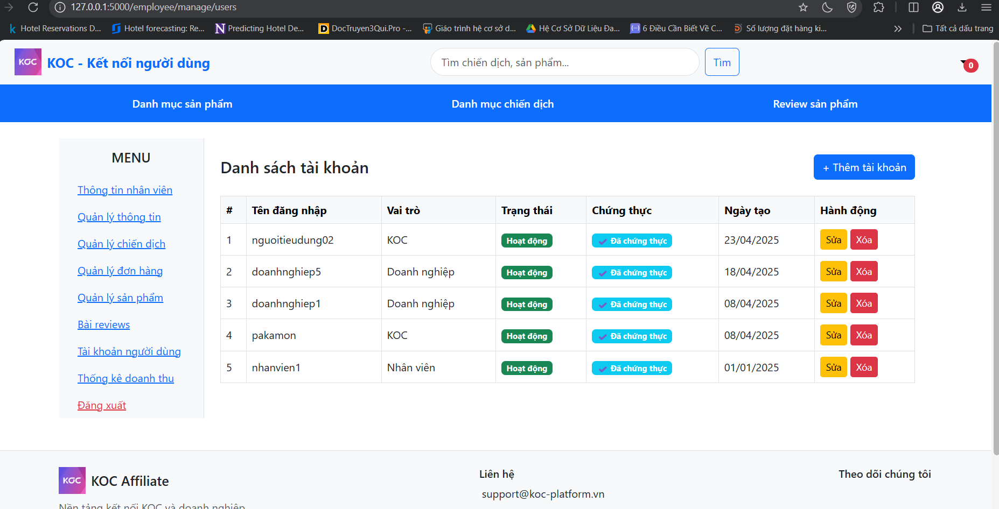 127.0.0.1:5000/employee/manage/users
Hotel Reservations D...
Hotel forecasting: Re...
Predicting Hotel De...
DocTruyen3Qui.Pro -...
Giáo trình hệ cơ sở d...
Hệ Cơ Sở Dữ Liệu Đa...
6 Điều Cần Biết Về C...
Số lượng đặt hàng ki...
Tất cả dấu trang
KOC
KOC - Kết nối người dùng
Tìm chiến dịch, sản phẩm...
Tìm
0
Danh mục sản phẩm
Danh mục chiến dịch
Review sản phẩm
MENU
Thông tin nhân viên
Quản lý thông tin
Quản lý chiến dịch
Quản lý đơn hàng
Quản lý sản phẩm
Bài reviews
Tài khoản người dùng
Thống kê doanh thu
Đăng xuất
Danh sách tài khoản
+ Thêm tài khoản
# Tên đăng nhập Vai trò Trạng thái Chứng thực Ngày tạo Hành động
1 nguoitieudung02 KOC Hoạt động ✔ Đã chứng thực 23/04/2025 Sửa Xóa
2 doanhnghiep5 Doanh nghiệp Hoạt động ✔ Đã chứng thực 18/04/2025 Sửa Xóa
3 doanhnghiep1 Doanh nghiệp Hoạt động ✔ Đã chứng thực 08/04/2025 Sửa Xóa
4 pakamon KOC Hoạt động ✔ Đã chứng thực 08/04/2025 Sửa Xóa
5 nhanvien1 Nhân viên Hoạt động ✔ Đã chứng thực 01/01/2025 Sửa Xóa
KOC
KOC Affiliate
Nền tảng kết nối KOC và doanh nghiệp
Liên hệ
support@koc-platform.vn
Theo dõi chúng tôi